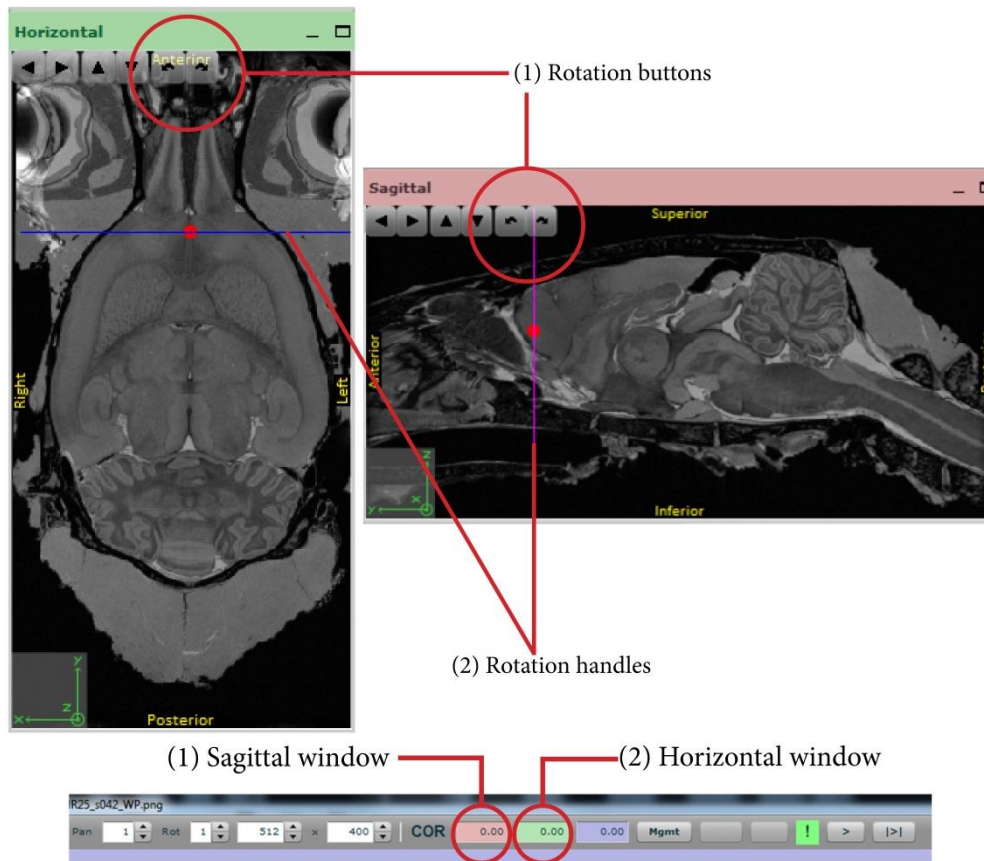 Horizontal
Anterior
(1) Rotation buttons
Sagittal
Superior
Right
Left
Anterior
z
y x
Inferior
(2) Rotation handles
y
z
x
Posterior
(1) Sagittal window
(2) Horizontal window
R25_s042_WP.png
Pan 1 Rot 1 512 x 400 COR 0.00 0.00 0.00 Mgmt ! > |>|